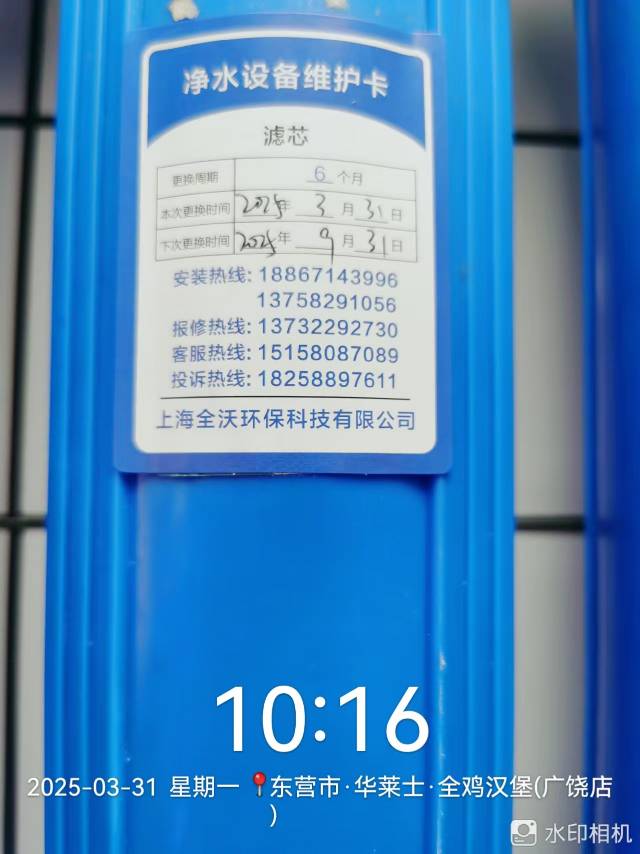 净水设备维护卡
滤芯
更换周期 6 个月
本次更换时间 2025年 3 月 31 日
下次更换时间 2025年 9 月 31 日
安装热线: 18867143996
13758291056
报修热线: 13732292730
客服热线: 15158087089
投诉热线: 18258897611
上海全沃环保科技有限公司
10:16
2025-03-31 星期一 📍东营市·华莱士·全鸡汉堡(广饶店
)
水印相机